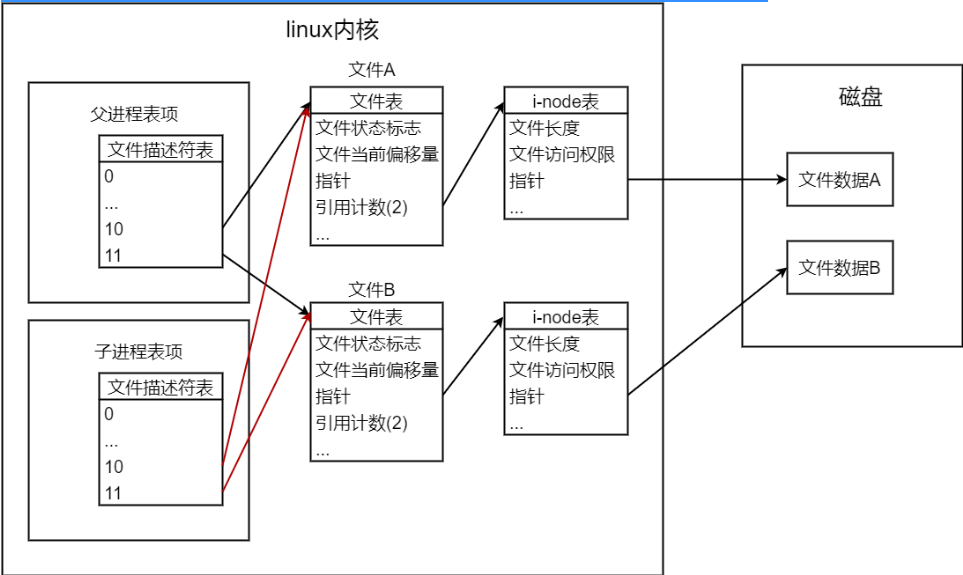 linux内核
父进程表项
文件描述符表
0
...
10
11
子进程表项
文件描述符表
0
...
10
11
文件A
文件表
文件状态标志
文件当前偏移量
指针
引用计数(2)
...
文件B
文件表
文件状态标志
文件当前偏移量
指针
引用计数(2)
...
i-node表
文件长度
文件访问权限
指针
...
i-node表
文件长度
文件访问权限
指针
...
磁盘
文件数据A
文件数据B